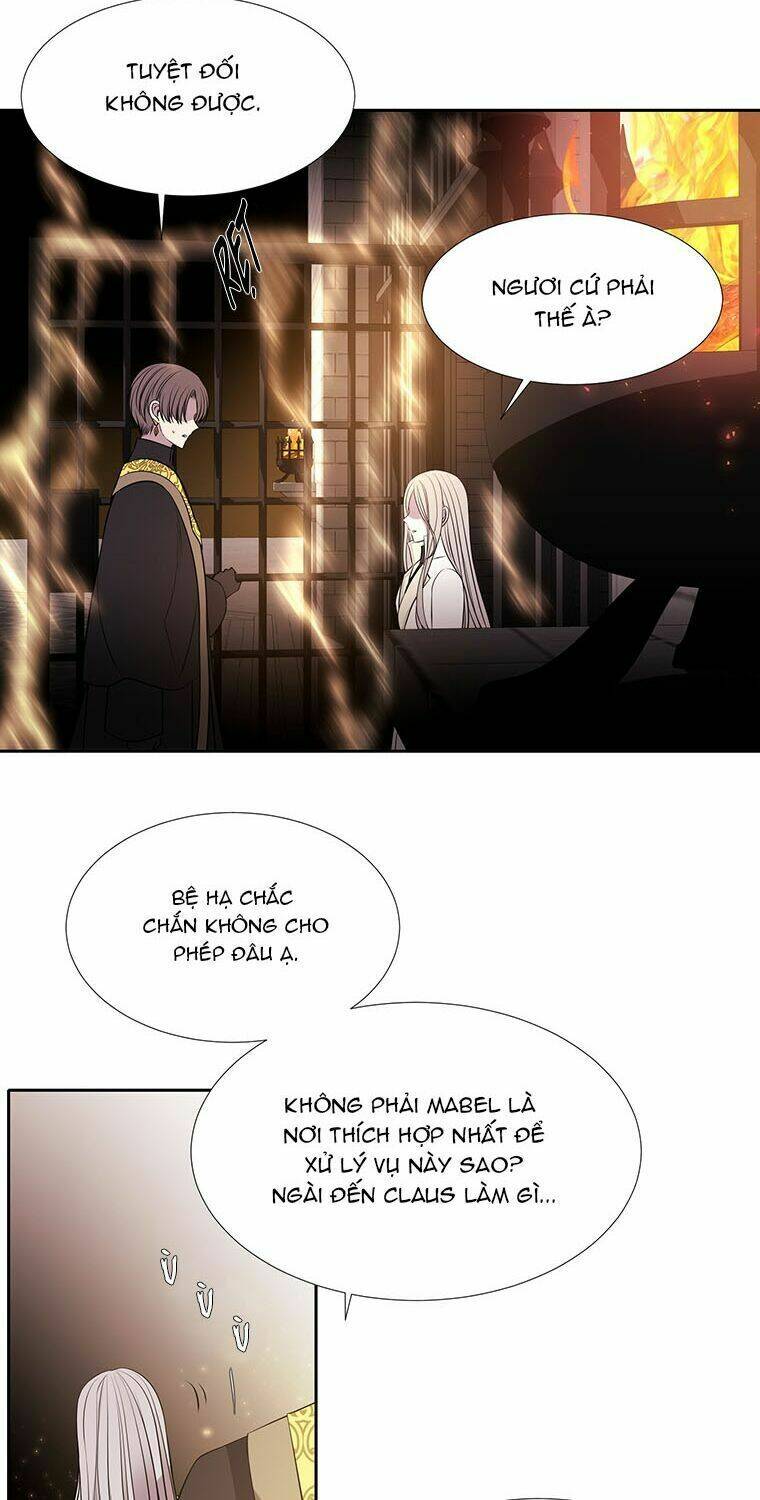 TUYỆT ĐỐI
KHÔNG ĐƯỢC.
RẸT
NGƯƠI CỨ PHẢI
THẾ À?
BỆ HẠ CHẮC
CHẮN KHÔNG CHO
PHÉP ĐÂU Ạ.
KHÔNG PHẢI MABEL LÀ
NƠI THÍCH HỢP NHẤT ĐỂ
XỬ LÝ VỤ NÀY SAO?
NGÀI ĐẾN CLAUS LÀM GÌ...
Ù
Ù
Ù